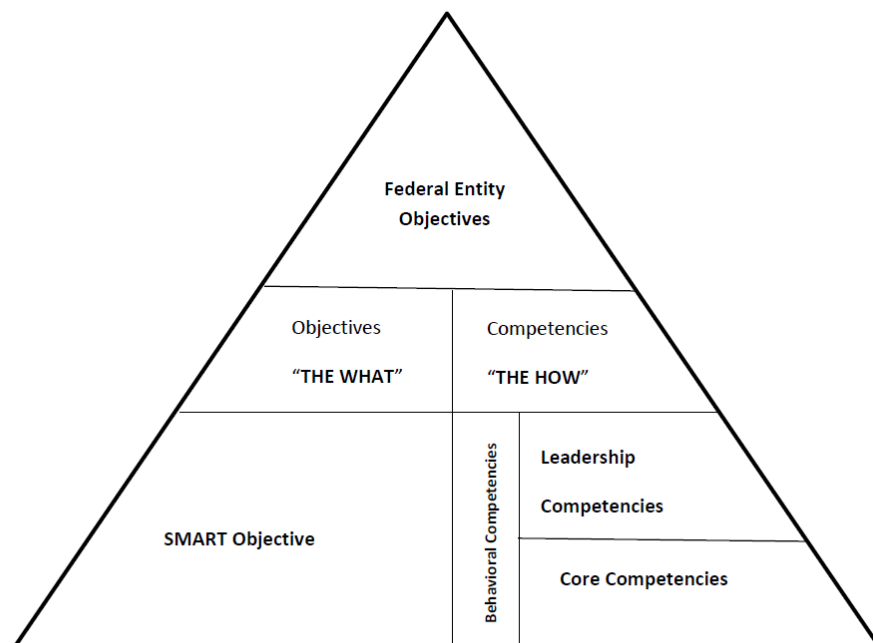 Federal Entity
Objectives
Objectives
“THE WHAT”
Competencies
“THE HOW”
SMART Objective
Behavioral Competencies
Leadership
Competencies
Core Competencies